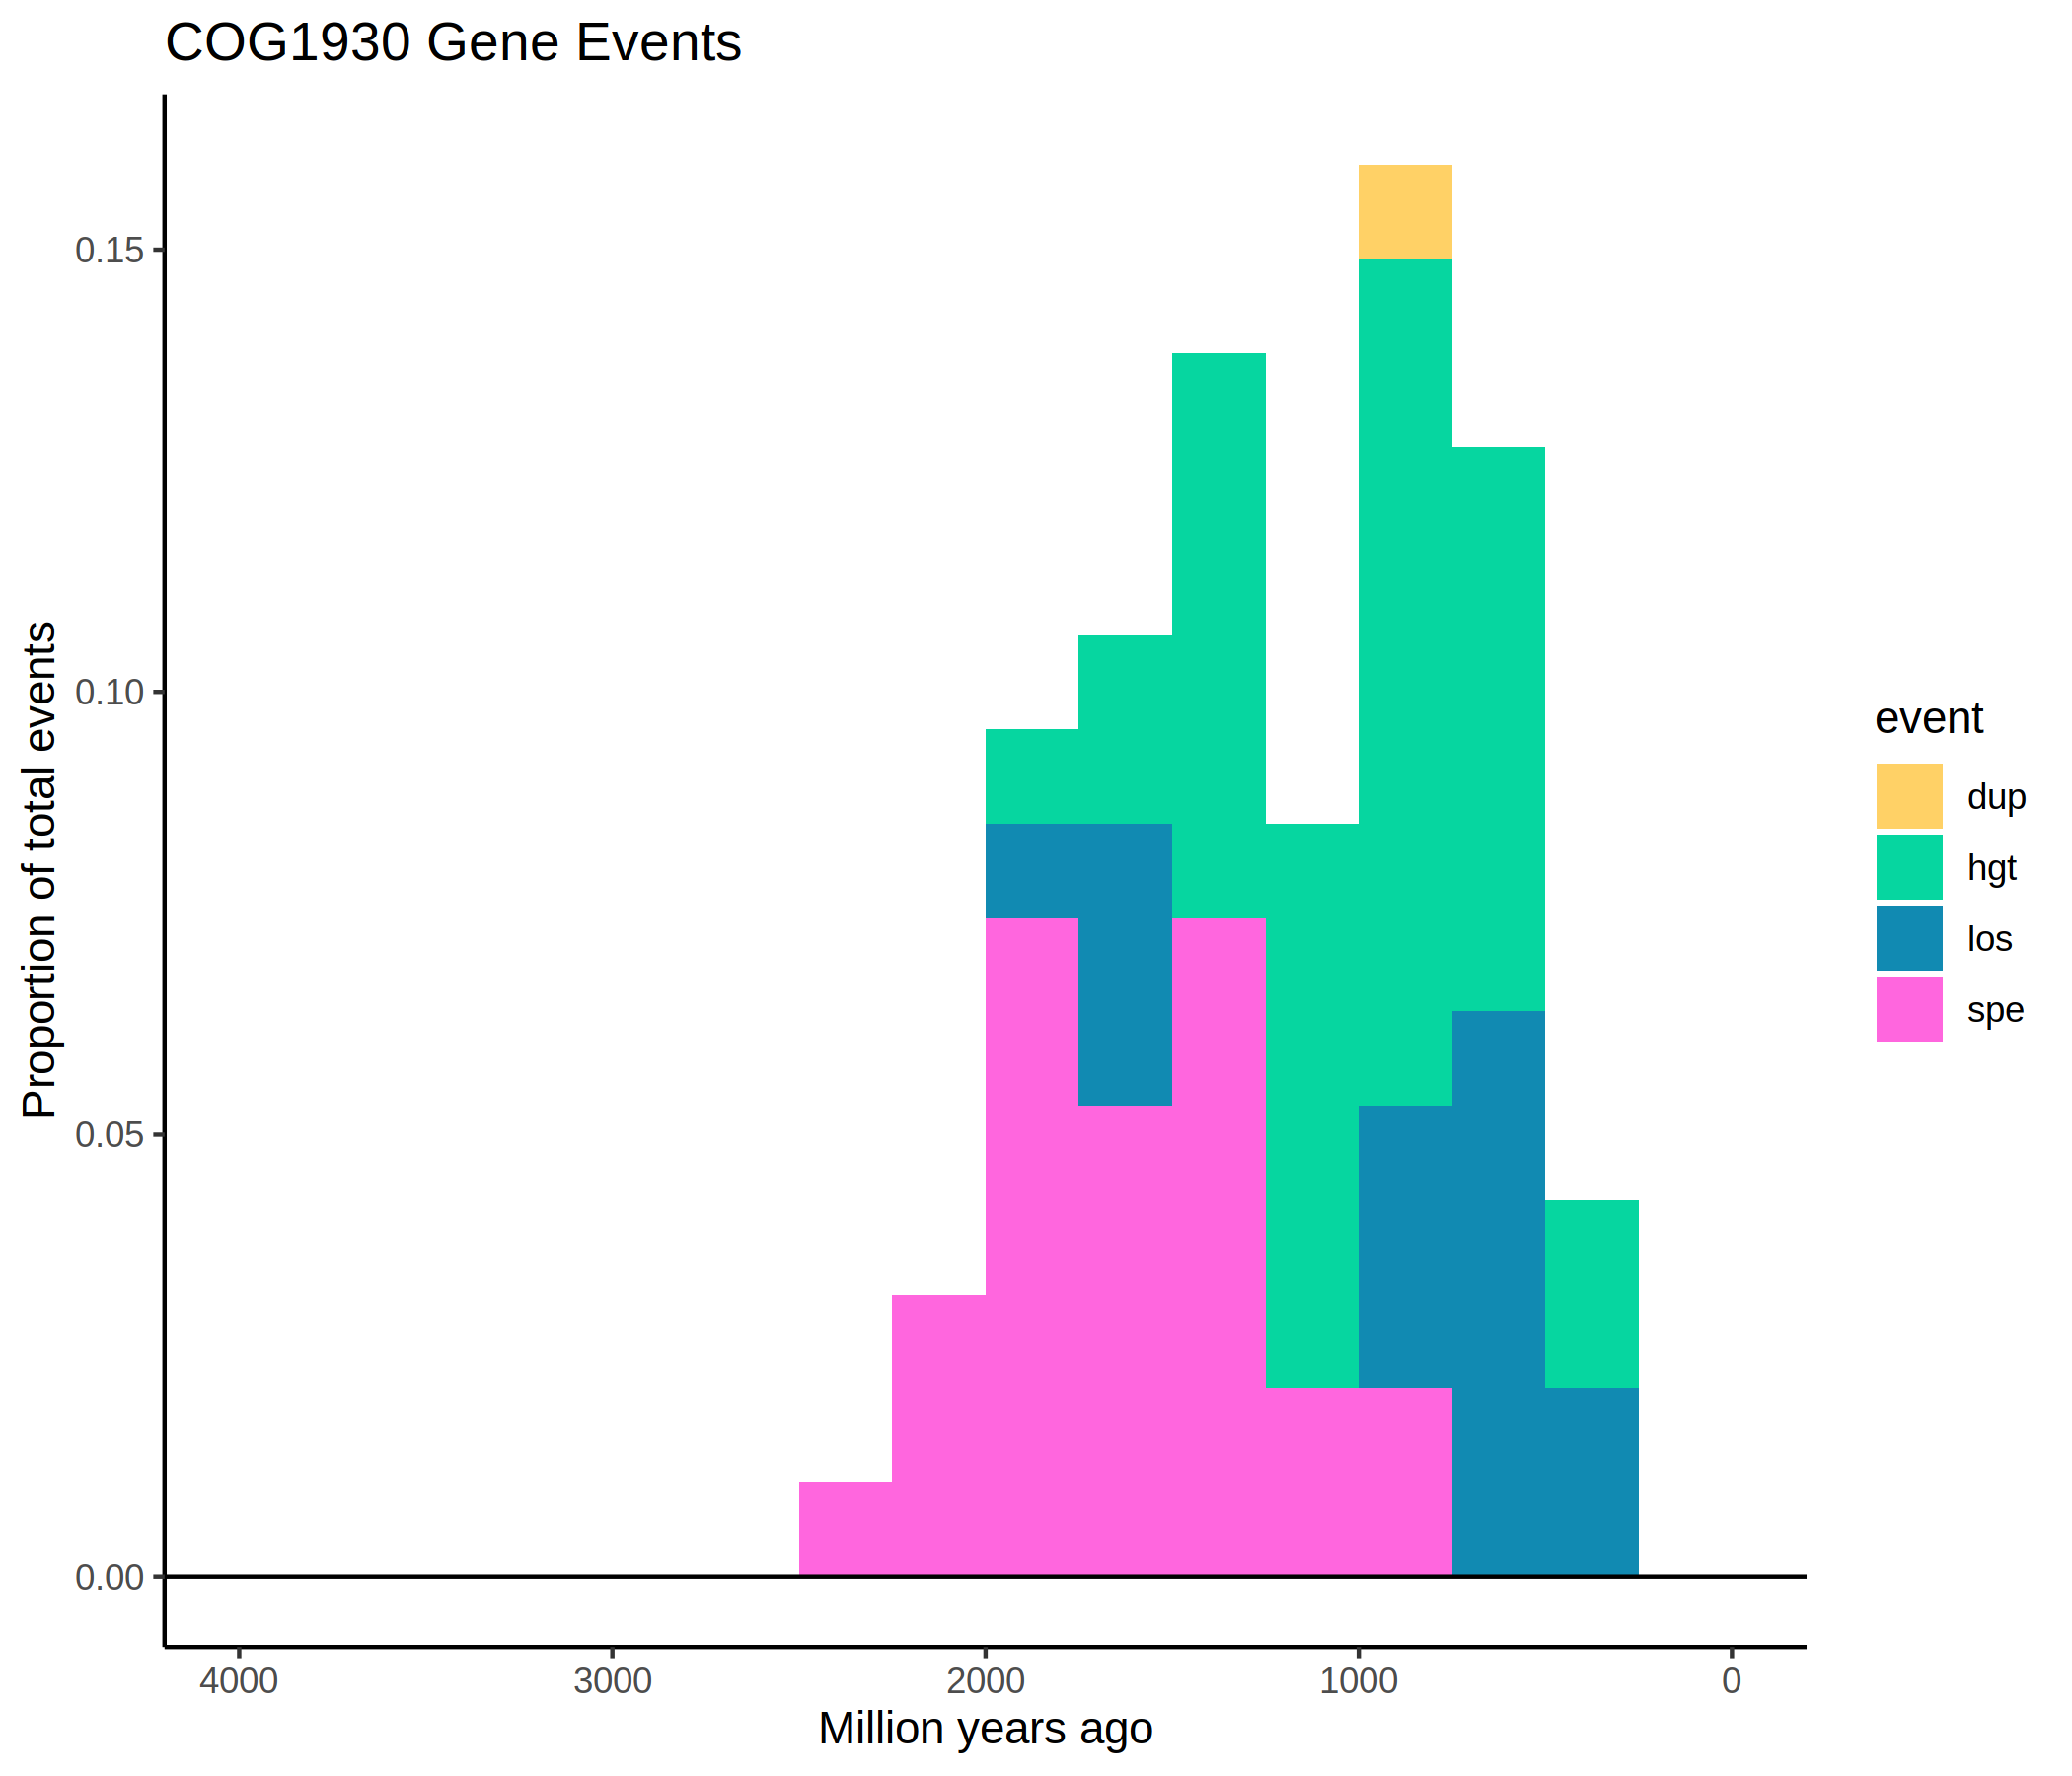 COG1930 Gene Events
Proportion of total events
0.15
0.10
0.05
0.00
4000 3000 2000 1000 0
Million years ago
event
dup
hgt
los
spe